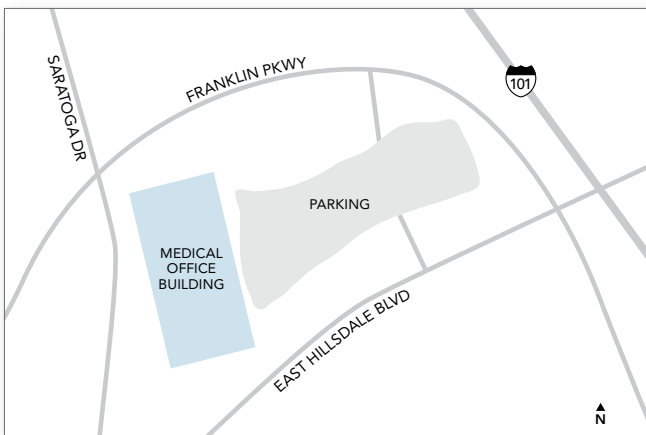 SARATOGA DR
FRANKLIN PKWY
101
PARKING
MEDICAL
OFFICE
BUILDING
EAST HILLSDALE BLVD
N